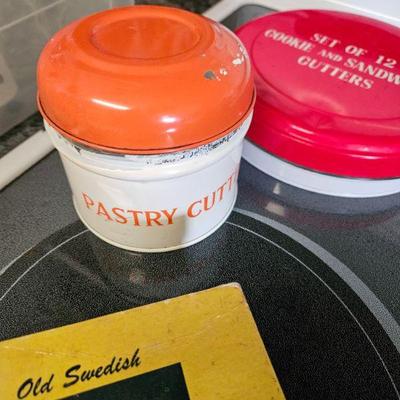 SET OF 12
COOKIE AND SANDW
CUTTERS
PASTRY CUTT
Old Swedish